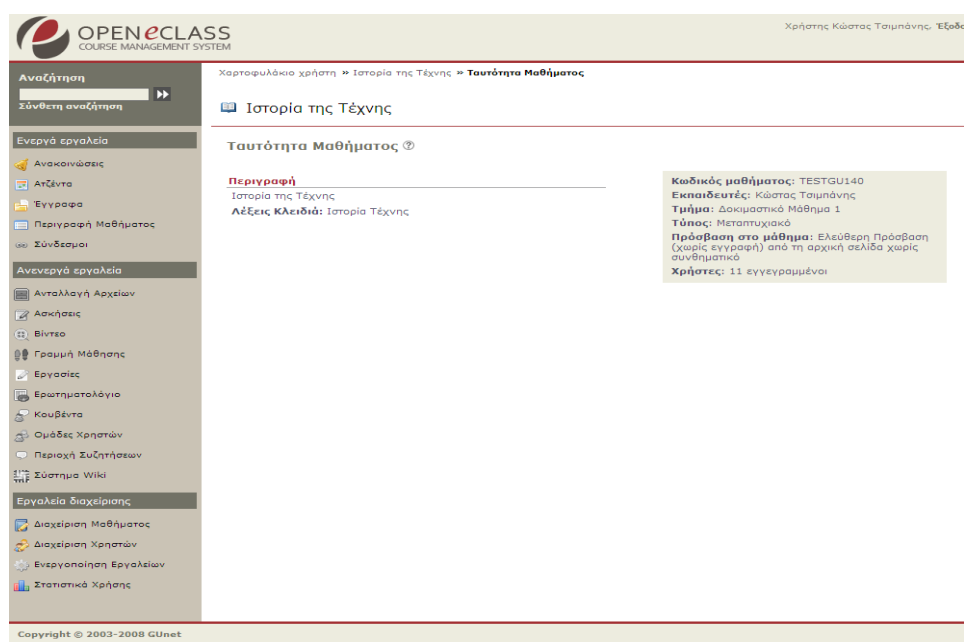 OPEN eCLASS
COURSE MANAGEMENT SYSTEM
Χρήστης Κώστας Τσιμπάνης, Έξοδο
Αναζήτηση
Σύνθετη αναζήτηση
Χαρτοφυλάκιο χρήστη » Ιστορία της Τέχνης » Ταυτότητα Μαθήματος
Ιστορία της Τέχνης
Ενεργά εργαλεία
Ανακοινώσεις
Ατζέντα
Έγγραφα
Περιγραφή Μαθήματος
Σύνδεσμοι
Ανενεργά εργαλεία
Ανταλλαγή Αρχείων
Ασκήσεις
Βίντεο
Γραμμή Μάθησης
Εργασίες
Ερωτηματολόγιο
Κουβέντα
Ομάδες Χρηστών
Περιοχή Συζητήσεων
Σύστημα Wiki
Εργαλεία διαχείρισης
Διαχείριση Μαθήματος
Διαχείριση Χρηστών
Ενεργοποίηση Εργαλείων
Στατιστικά Χρήσης
Ταυτότητα Μαθήματος
Περιγραφή
Ιστορία της Τέχνης
Λέξεις Κλειδιά: Ιστορία Τέχνης
Κωδικός μαθήματος: TESTGU140
Εκπαιδευτές: Κώστας Τσιμπάνης
Τμήμα: Δοκιμαστικό Μάθημα 1
Τύπος: Μεταπτυχιακό
Πρόσβαση στο μάθημα: Ελεύθερη Πρόσβαση
(χωρίς εγγραφή) από τη αρχική σελίδα χωρίς
συνθηματικό
Χρήστες: 11 εγγεγραμμένοι
Copyright © 2003-2008 GUnet